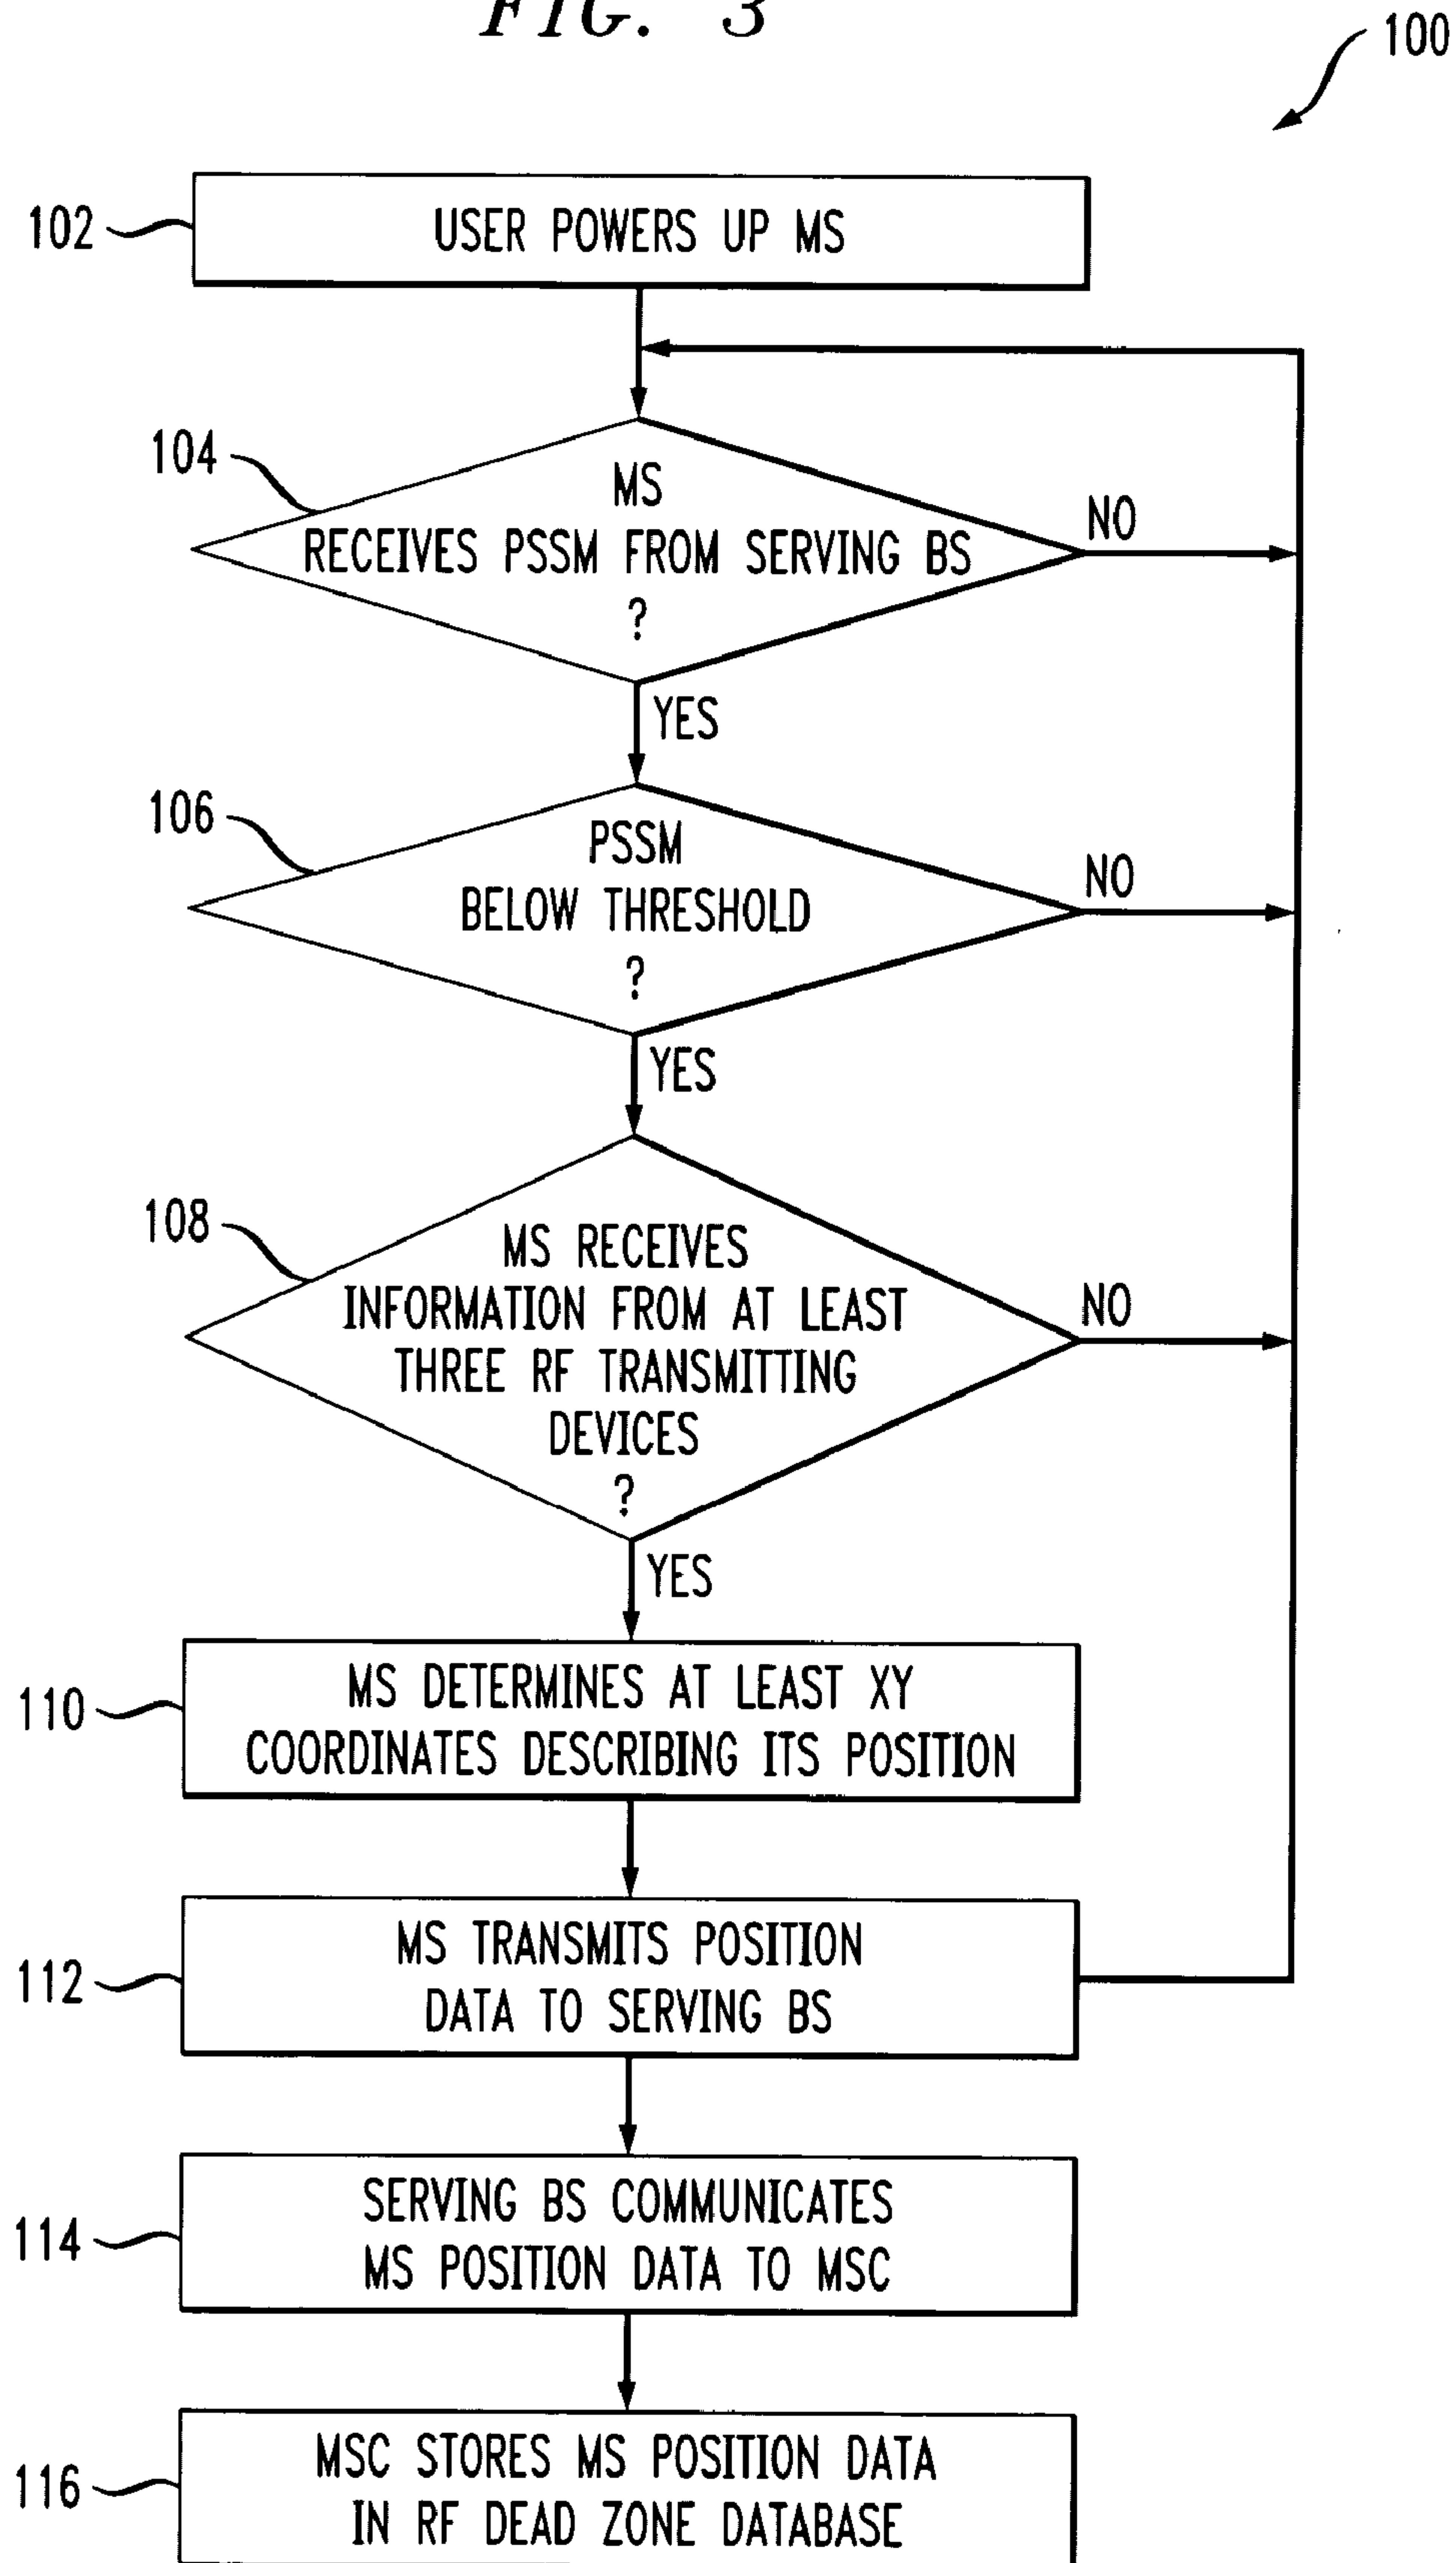 FIG. 3
100
102
USER POWERS UP MS
104
MS
RECEIVES PSSM FROM SERVING BS
?
NO
YES
106
PSSM
BELOW THRESHOLD
?
NO
YES
108
MS RECEIVES
INFORMATION FROM AT LEAST
THREE RF TRANSMITTING
DEVICES
?
NO
YES
110
MS DETERMINES AT LEAST XY
COORDINATES DESCRIBING ITS POSITION
112
MS TRANSMITS POSITION
DATA TO SERVING BS
114
SERVING BS COMMUNICATES
MS POSITION DATA TO MSC
116
MSC STORES MS POSITION DATA
IN RF DEAD ZONE DATABASE